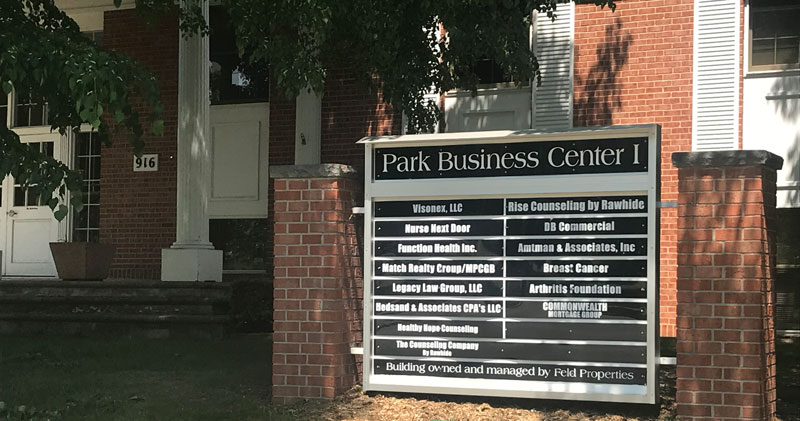 916
Park Business Center I
Visonex, LLC
Nurse Next Door
Function Health Inc.
Match Realty Group/MPCGB
Legacy Law Group, LLC
Hedsand & Associates CPA's LLC
Healthy Hope Counseling
The Counseling Company
By Rawhide
Rise Counseling by Rawhide
DB Commercial
Amtman & Associates, Inc
Breast Cancer
Arthritis Foundation
COMMONWEALTH
MORTGAGE GROUP
Building owned and managed by Feld Properties